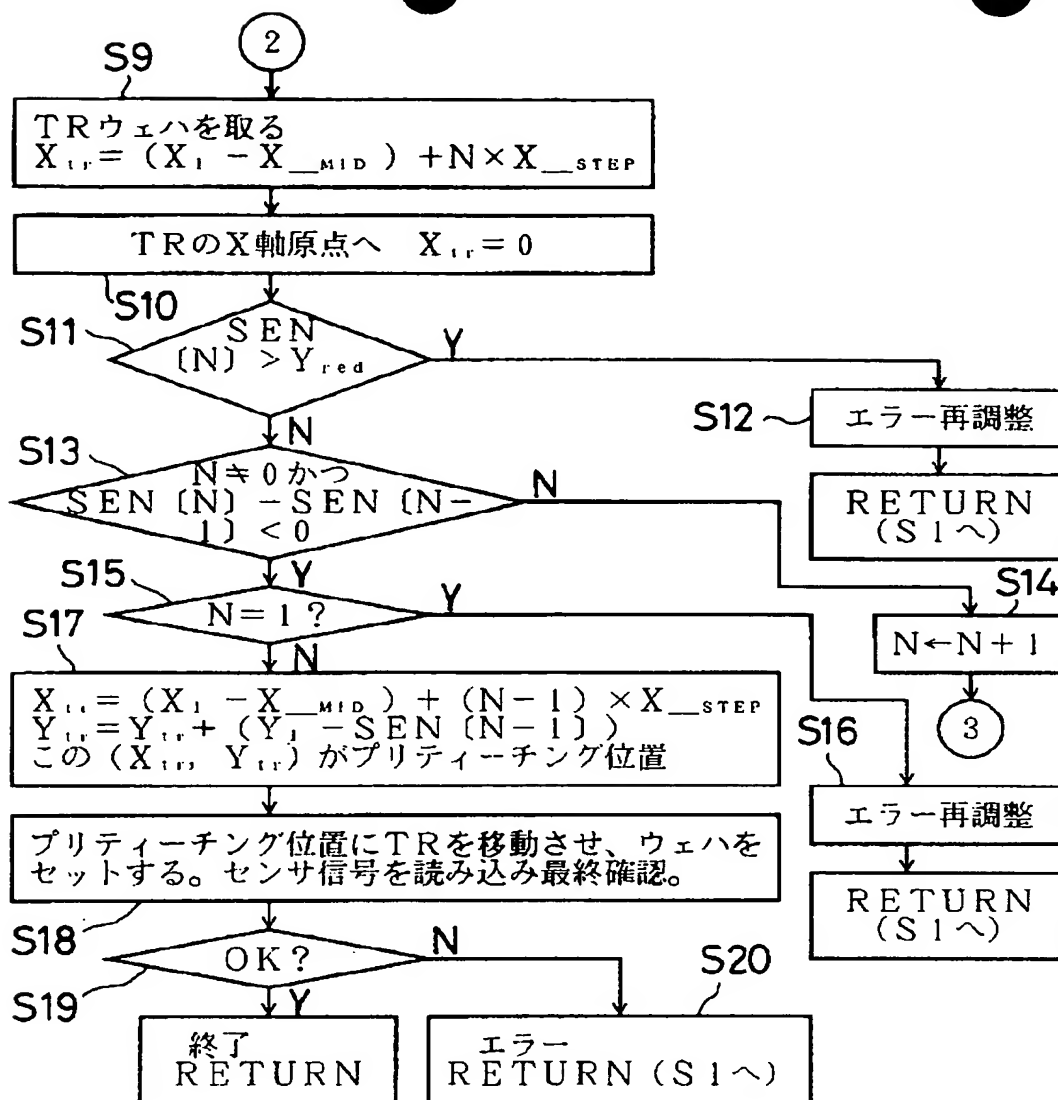 2
S9
TRウェハを取る
X_tr=(X_1-X__MID)+N×X__STEP
TRのX軸原点へ X_tr=0
S10
S11
SEN
〔N〕>Y_red
Y
N
S12
エラー再調整
RETURN
(S1へ)
S13
N≠0かつ
SEN〔N〕-SEN〔N-
1〕<0
N
Y
S14
N←N+1
3
S15
N=1?
Y
N
S16
エラー再調整
RETURN
(S1へ)
S17
X_tr=(X_1-X__MID)+(N-1)×X__STEP
Y_tr=Y_tr+(Y_1-SEN〔N-1〕)
この(X_tr, Y_tr)がプリティーチング位置
プリティーチング位置にTRを移動させ、ウェハを
セットする。センサ信号を読み込み最終確認。
S18
S19
OK?
N
Y
終了
RETURN
S20
エラー
RETURN(S1へ)